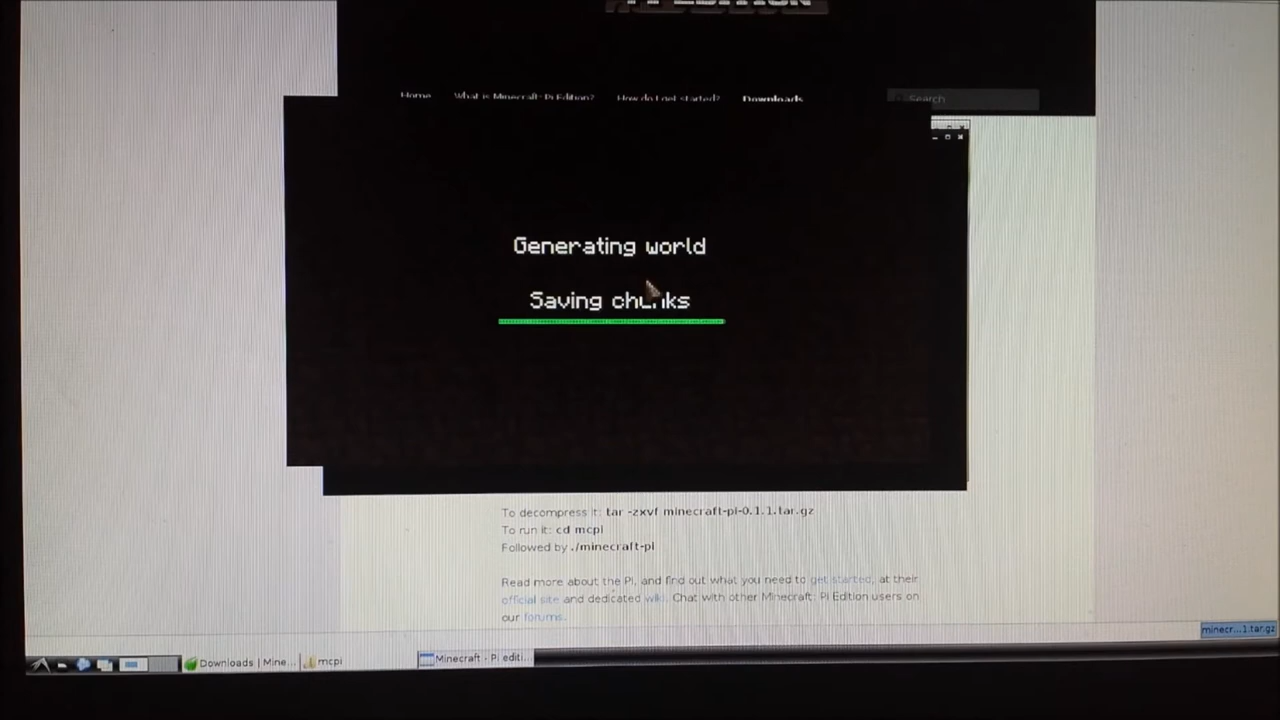 PI EDITION
Home What is Minecraft: Pi Edition? How do I get started? Downloads Search
Generating world
Saving chunks
To decompress it: tar -zxvf minecraft-pi-0.1.1.tar.gz
To run it: cd mcpi
Followed by ./minecraft-pi
Read more about the Pi, and find out what you need to get started, at their
official site and dedicated wiki. Chat with other Minecraft: Pi Edition users on
our forums.
minecr...1.tar.gz
Downloads | Mine... mcpi Minecraft - Pi editi...